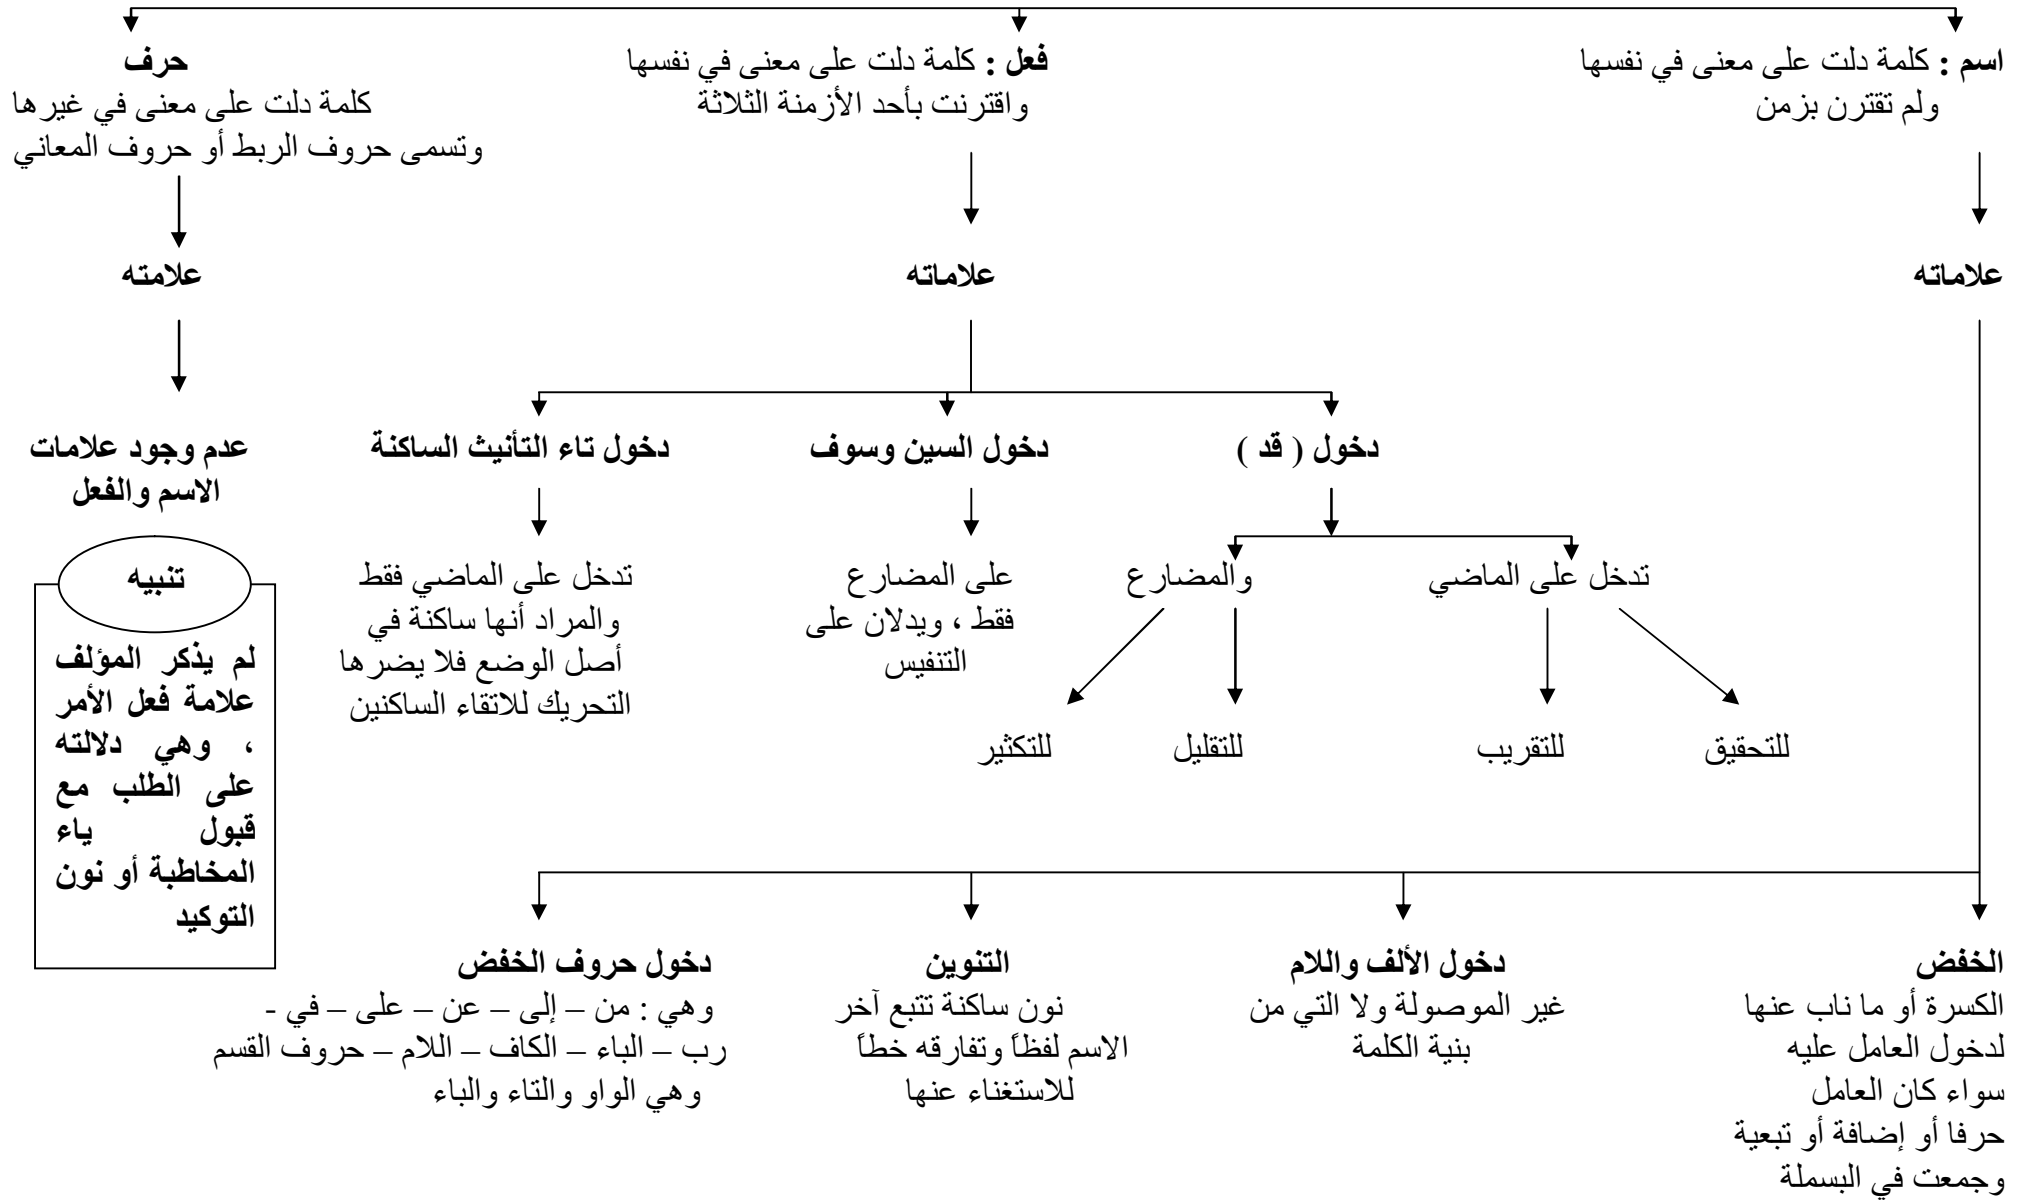 اسم : كلمة دلت على معنى في نفسها
ولم تقترن بزمن
فعل : كلمة دلت على معنى في نفسها
واقترنت بأحد الأزمنة الثلاثة
حرف
كلمة دلت على معنى في غيرها
وتسمى حروف الربط أو حروف المعاني
علاماته
علاماته
علامته
دخول ( قد )
دخول السين وسوف
دخول تاء التأنيث الساكنة
عدم وجود علامات
الاسم والفعل
تدخل على الماضي
والمضارع
على المضارع
فقط ، ويدلان على
التنفيس
تدخل على الماضي فقط
والمراد أنها ساكنة في
أصل الوضع فلا يضرها
التحريك للاتقاء الساكنين
للتحقيق
للتقريب
للتقليل
للتكثير
تنبيه
لم يذكر المؤلف
علامة فعل الأمر
، وهي دلالته
على الطلب مع
قبول ياء
المخاطبة أو نون
التوكيد
الخفض
الكسرة أو ما ناب عنها
لدخول العامل عليه
سواء كان العامل
حرفا أو إضافة أو تبعية
وجمعت في البسملة
دخول الألف واللام
غير الموصولة ولا التي من
بنية الكلمة
التنوين
نون ساكنة تتبع آخر
الاسم لفظاً وتفارقه خطاً
للاستغناء عنها
دخول حروف الخفض
وهي : من – إلى – عن – على – في -
رب – الباء – الكاف – اللام – حروف القسم
وهي الواو والتاء والباء